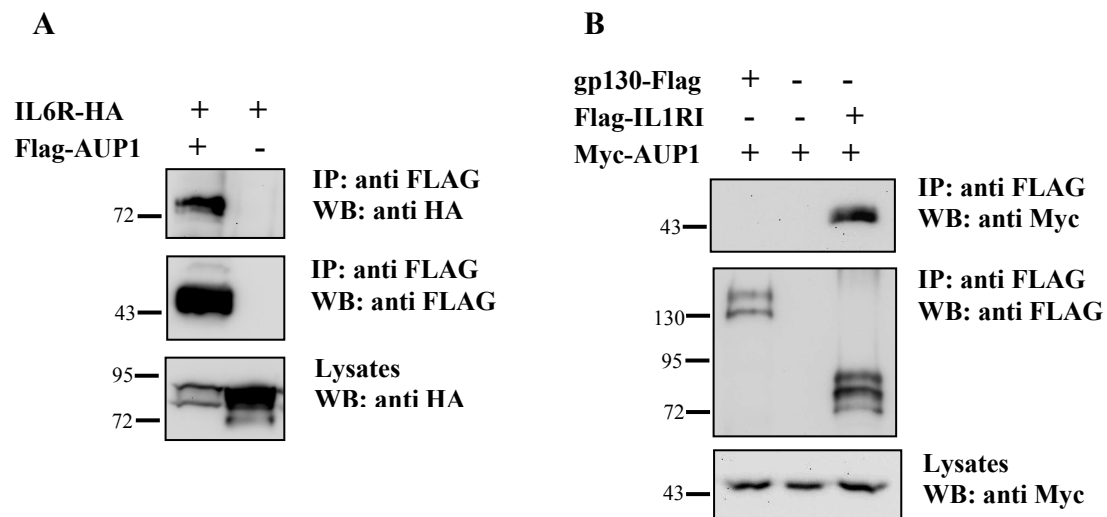 A
IL6R-HA + +
Flag-AUP1 + -
72
IP: anti FLAG
WB: anti HA
43
IP: anti FLAG
WB: anti FLAG
95
72
Lysates
WB: anti HA
B
gp130-Flag + - -
Flag-IL1RI - - +
Myc-AUP1 + + +
43
IP: anti FLAG
WB: anti Myc
130
95
72
IP: anti FLAG
WB: anti FLAG
43
Lysates
WB: anti Myc